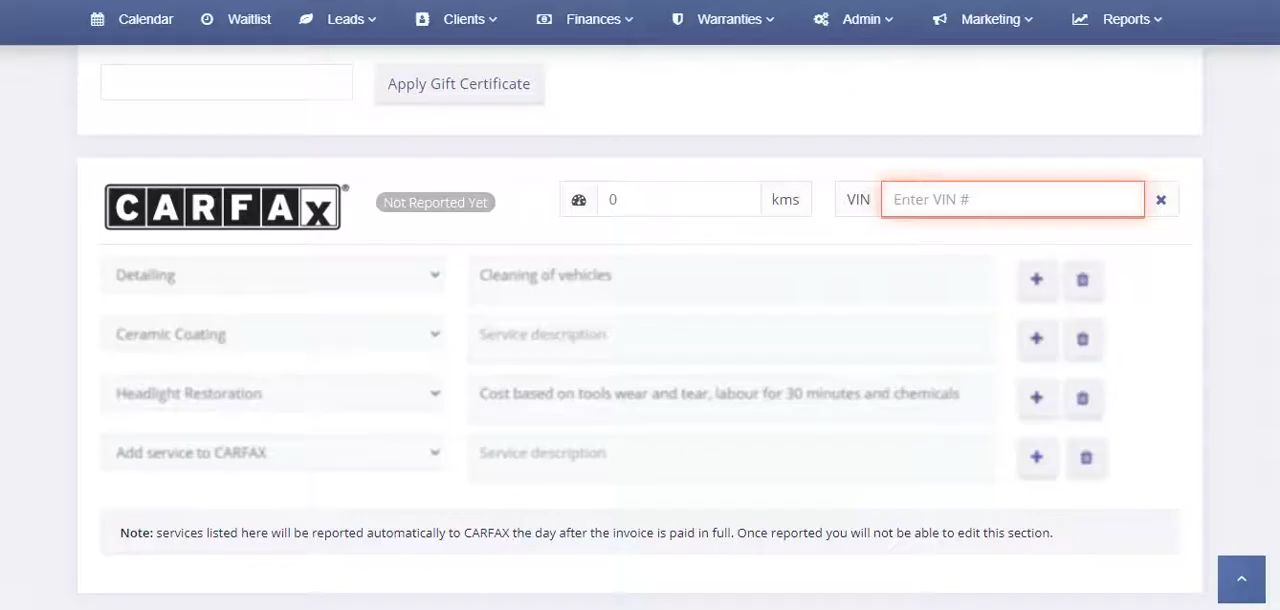 Calendar Waitlist Leads Clients Finances Warranties Admin Marketing Reports
Apply Gift Certificate
CARFAX® Not Reported Yet 0 kms VIN Enter VIN #
Detailing Cleaning of vehicles
Ceramic Coating Service description
Headlight Restoration Cost based on tools wear and tear, labour for 30 minutes and chemicals
Add service to CARFAX Service description
Note: services listed here will be reported automatically to CARFAX the day after the invoice is paid in full. Once reported you will not be able to edit this section.